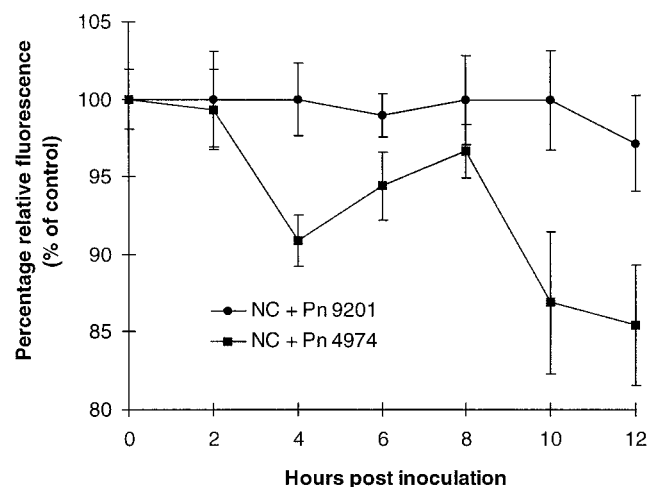 105
100
95
90
85
80
Percentage relative fluorescence
(% of control)
NC + Pn 9201
NC + Pn 4974
0 2 4 6 8 10 12
Hours post inoculation